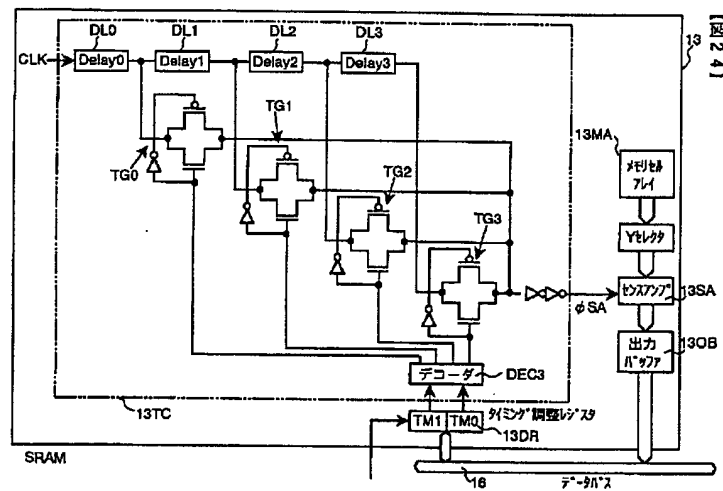 【図24】
13
DL0 DL1 DL2 DL3
CLK Delay0 Delay1 Delay2 Delay3
TG0
TG1
TG2
TG3
13MA
メモリセル
アレイ
Yセレクタ
センスアンプ
13SA
φSA
出力
バッファ
13OB
デコーダ
DEC3
13TC
タイミング調整レジスタ
TM1 TM0
13DR
SRAM
16
データバス